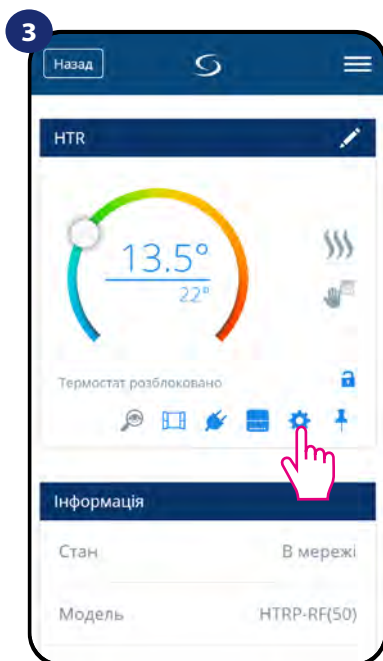 3
Назад
HTR
13.5°
22°
Термостат розблоковано
Інформація
Стан В мережі
Модель HTRP-RF(50)